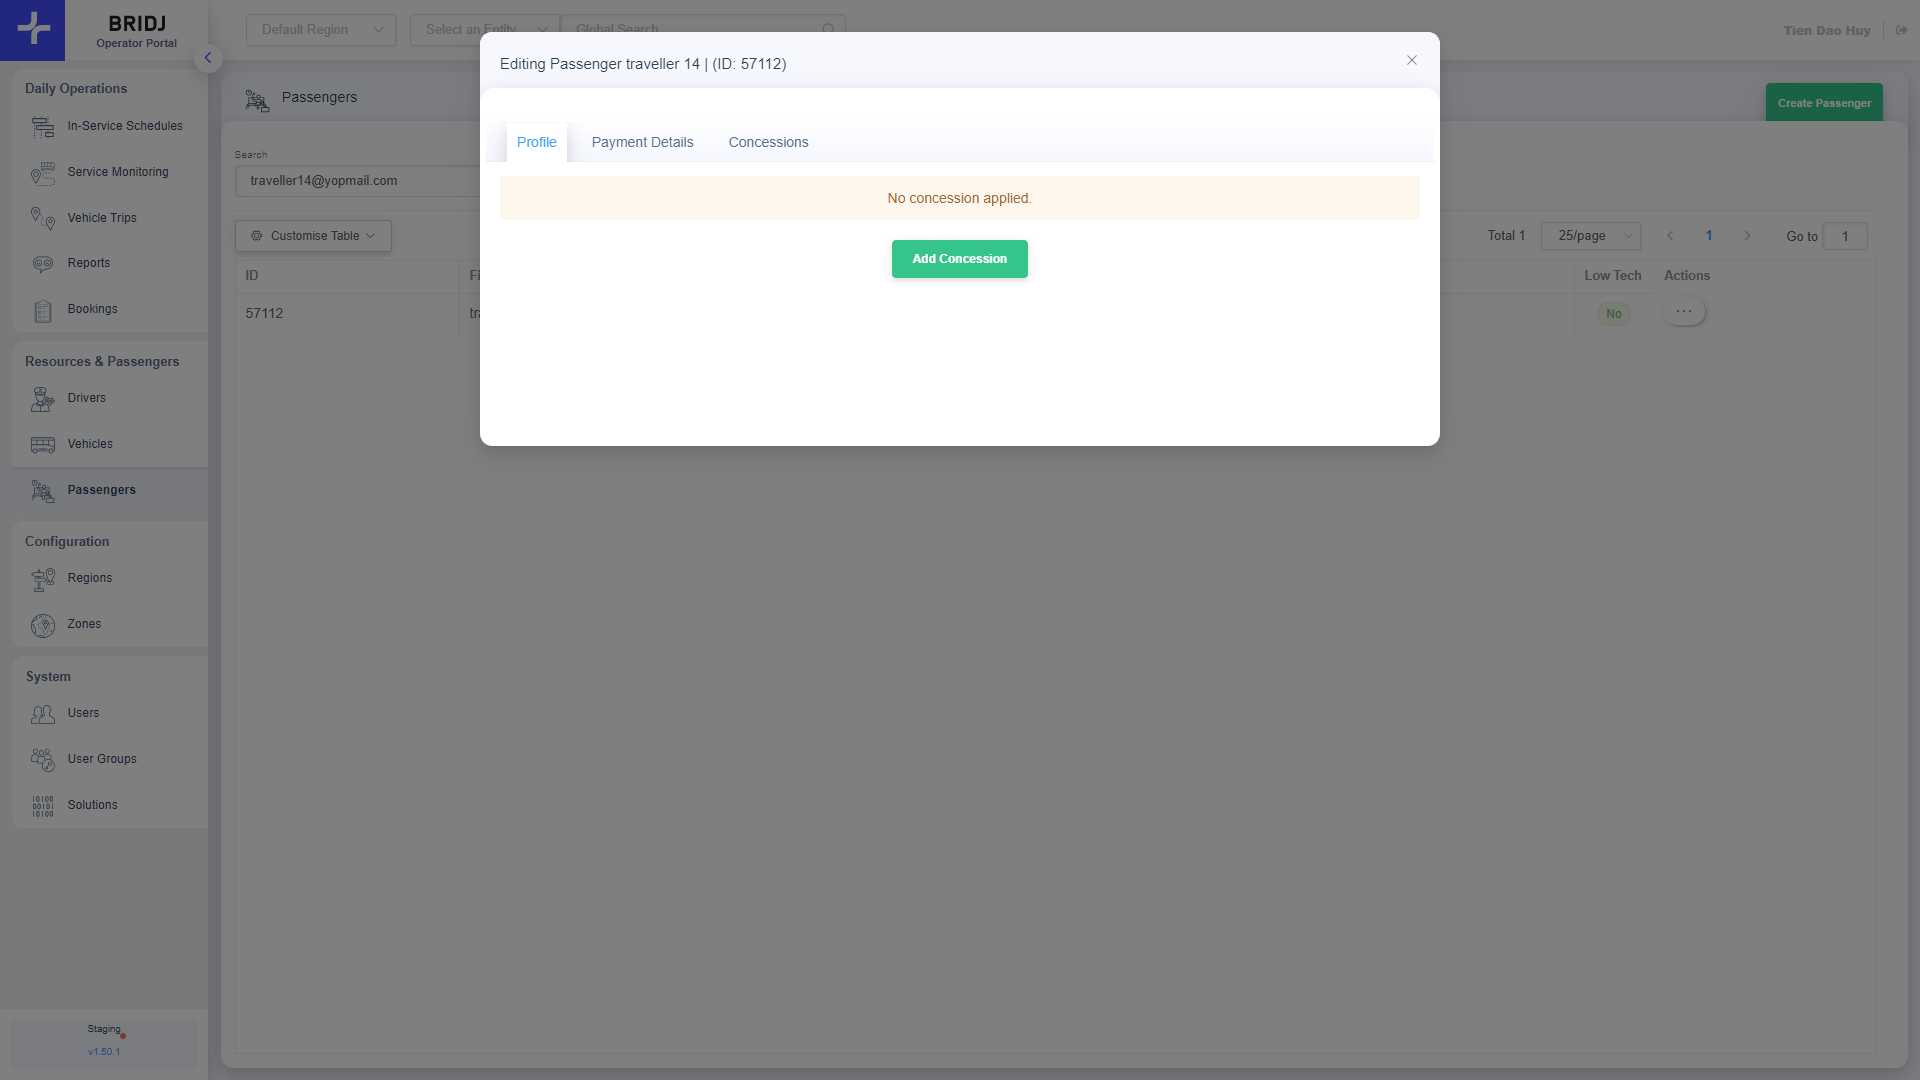 BRIDJ
Operator Portal
Default Region
Select an Entity
Global Search
Tien Dao Huy
Daily Operations
In-Service Schedules
Service Monitoring
Vehicle Trips
Reports
Bookings
Resources & Passengers
Drivers
Vehicles
Passengers
Configuration
Regions
Zones
System
Users
User Groups
Solutions
Staging
v1.50.1
Passengers
Create Passenger
Search
traveller14@yopmail.com
Customise Table
Total 1
25/page
1
Go to
1
ID
Low Tech
Actions
57112
No
Editing Passenger traveller 14 | (ID: 57112)
Profile
Payment Details
Concessions
No concession applied.
Add Concession